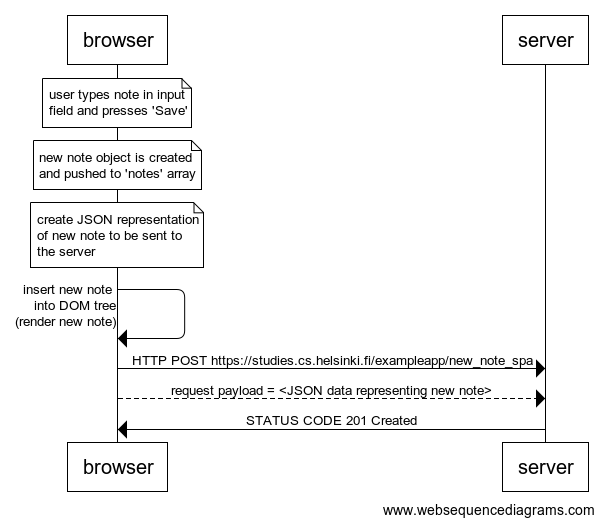 browser
server
user types note in input
field and presses 'Save'
new note object is created
and pushed to 'notes' array
create JSON representation
of new note to be sent to
the server
insert new note
into DOM tree
(render new note)
HTTP POST https://studies.cs.helsinki.fi/exampleapp/new_note_spa
request payload = <JSON data representing new note>
STATUS CODE 201 Created
browser
server
www.websequencediagrams.com